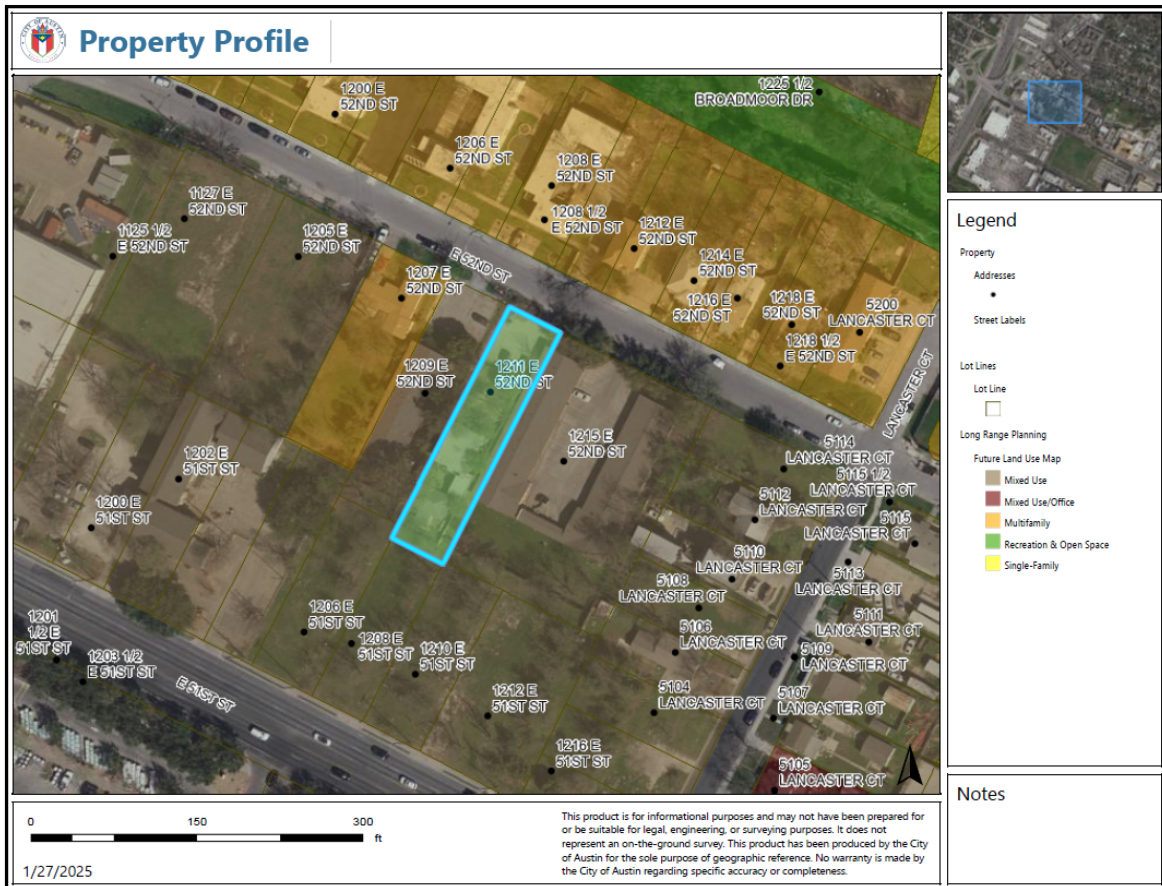 CITY OF AUSTIN
Property Profile
1200 E
52ND ST
1225 1/2
BROADMOOR DR
1206 E
52ND ST
1208 E
52ND ST
1127 E
52ND ST
1208 1/2
E 52ND ST
1125 1/2
E 52ND ST
1205 E
52ND ST
1212 E
52ND ST
E 52ND ST
1214 E
52ND ST
1207 E
52ND ST
1216 E
52ND ST
1218 E
52ND ST
5200
LANCASTER CT
1218 1/2
E 52ND ST
1209 E
52ND ST
1211 E
52ND ST
LANCASTER CT
1215 E
52ND ST
5114
LANCASTER CT
1202 E
51ST ST
5115 1/2
LANCASTER CT
1200 E
51ST ST
5112
LANCASTER CT
5115
LANCASTER CT
5110
LANCASTER CT
5113
LANCASTER CT
5108
LANCASTER CT
1206 E
51ST ST
5106
LANCASTER CT
5111
LANCASTER CT
1201
1/2 E
51ST ST
1208 E
51ST ST
1210 E
51ST ST
5109
LANCASTER CT
1203 1/2
E 51ST ST
E 51ST ST
1212 E
51ST ST
5104
LANCASTER CT
5107
LANCASTER CT
1216 E
51ST ST
5105
LANCASTER CT
Legend
Property
Addresses
Street Labels
Lot Lines
Lot Line
Long Range Planning
Future Land Use Map
Mixed Use
Mixed Use/Office
Multifamily
Recreation & Open Space
Single-Family
Notes
0 150 300
ft
1/27/2025
This product is for informational purposes and may not have been prepared for
or be suitable for legal, engineering, or surveying purposes. It does not
represent an on-the-ground survey. This product has been produced by the City
of Austin for the sole purpose of geographic reference. No warranty is made by
the City of Austin regarding specific accuracy or completeness.